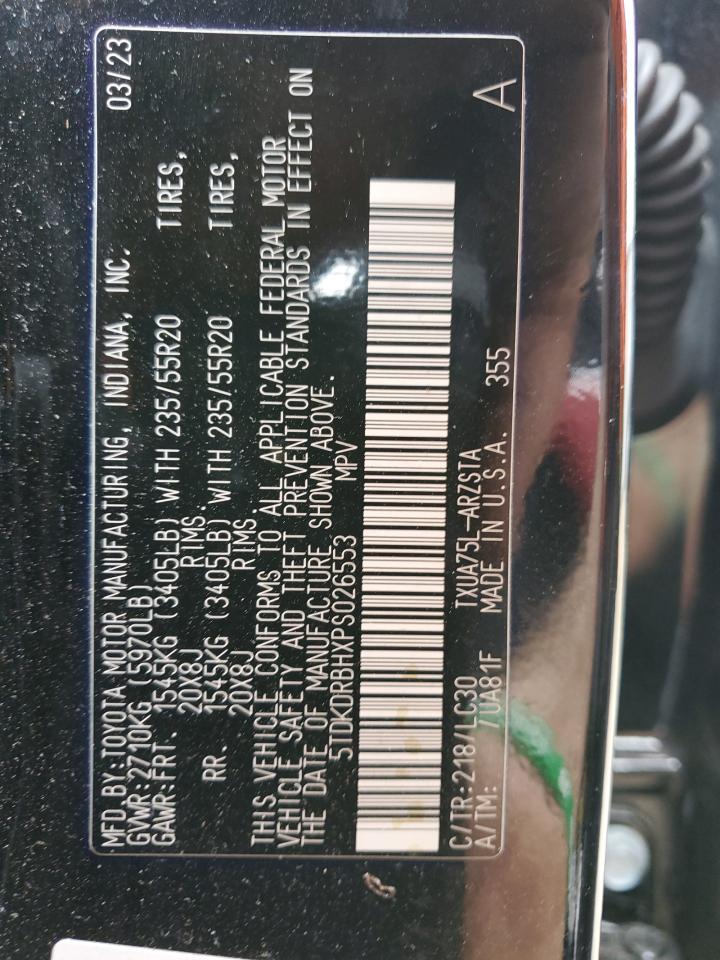 MFD.BY:TOYOTA MOTOR MANUFACTURING, INDIANA, INC. 03/23
GVWR:2710KG (5970LB)
GAWR:FRT. 1545KG (3405LB) WITH 235/55R20 TIRES,
20X8J RIMS.
RR. 1545KG (3405LB) WITH 235/55R20 TIRES,
20X8J RIMS.
THIS VEHICLE CONFORMS TO ALL APPLICABLE FEDERAL MOTOR
VEHICLE SAFETY AND THEFT PREVENTION STANDARDS IN EFFECT ON
THE DATE OF MANUFACTURE SHOWN ABOVE.
5TDKDRBHXPS026553 MPV
C/TR:218/LC30 TXUA75L-ARZSTA
A/TM: /UA81F MADE IN U.S.A. 355 A